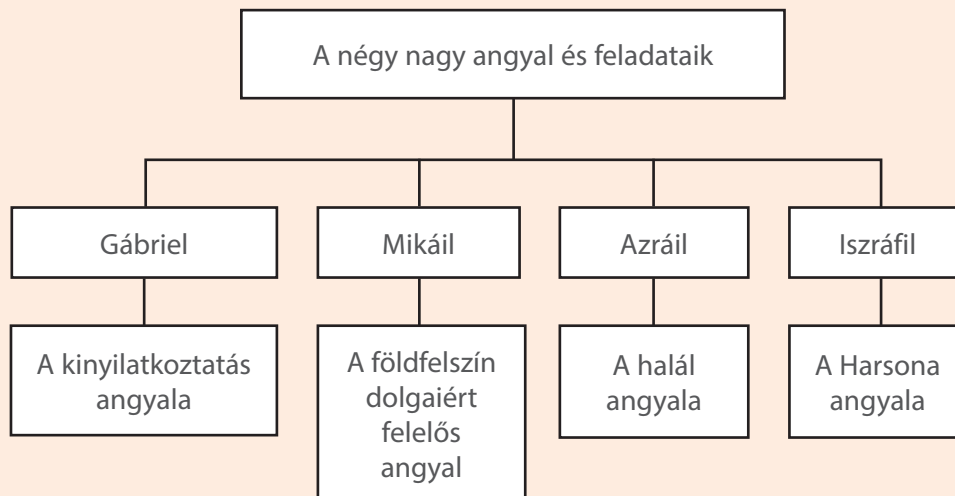 A négy nagy angyal és feladataik
Gábriel
Mikáil
Azráil
Iszráfil
A kinyilatkoztatás
angyala
A földfelszín
dolgaiért
felelős
angyal
A halál
angyala
A Harsona
angyala